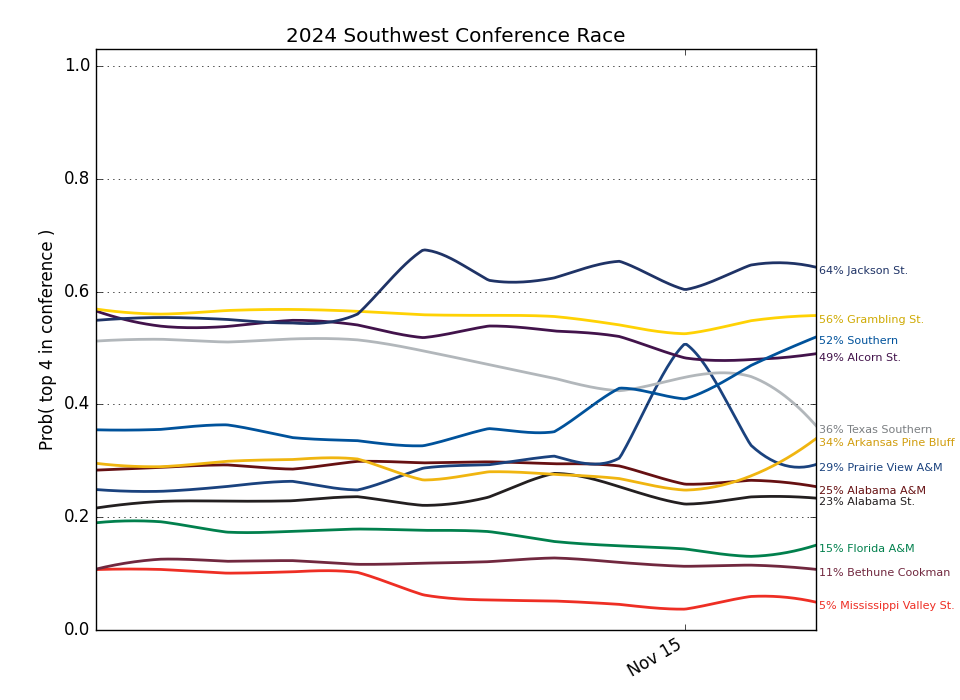 2024 Southwest Conference Race
Prob( top 4 in conference )
1.0
0.8
0.6
0.4
0.2
0.0
Nov 15
64% Jackson St.
56% Grambling St.
52% Southern
49% Alcorn St.
36% Texas Southern
34% Arkansas Pine Bluff
29% Prairie View A&M
25% Alabama A&M
23% Alabama St.
15% Florida A&M
11% Bethune Cookman
5% Mississippi Valley St.